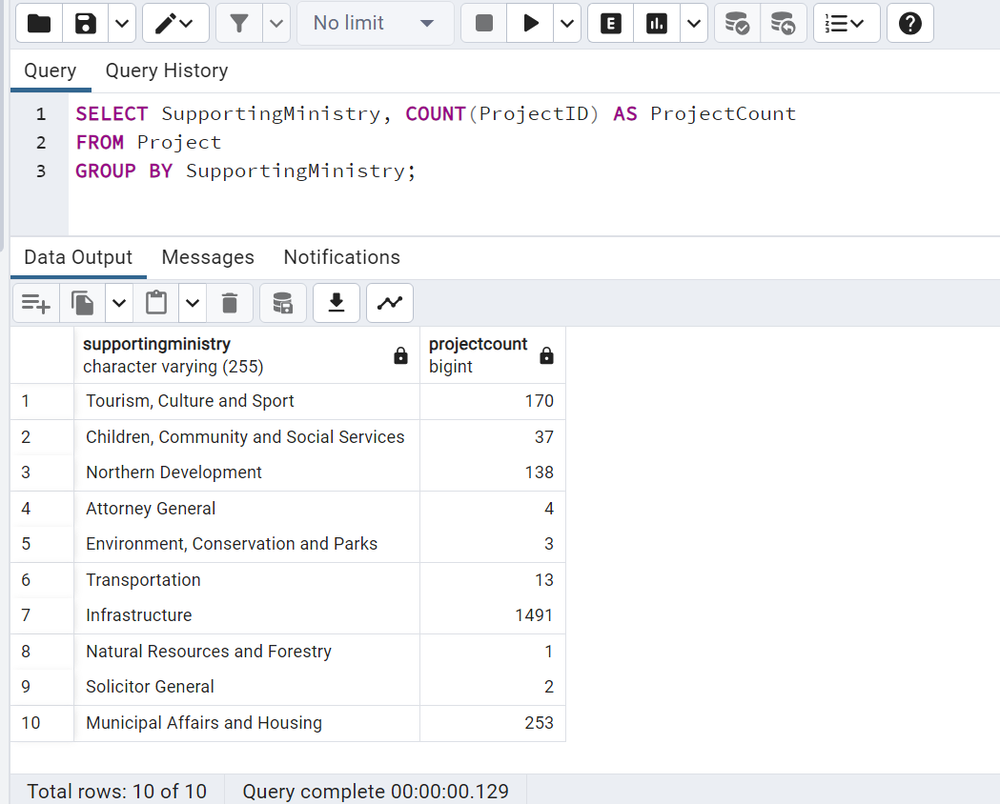 No limit
E
Query Query History
1 SELECT SupportingMinistry, COUNT(ProjectID) AS ProjectCount
2 FROM Project
3 GROUP BY SupportingMinistry;
Data Output Messages Notifications
supportingministry projectcount
character varying (255) bigint
1 Tourism, Culture and Sport 170
2 Children, Community and Social Services 37
3 Northern Development 138
4 Attorney General 4
5 Environment, Conservation and Parks 3
6 Transportation 13
7 Infrastructure 1491
8 Natural Resources and Forestry 1
9 Solicitor General 2
10 Municipal Affairs and Housing 253
Total rows: 10 of 10 Query complete 00:00:00.129